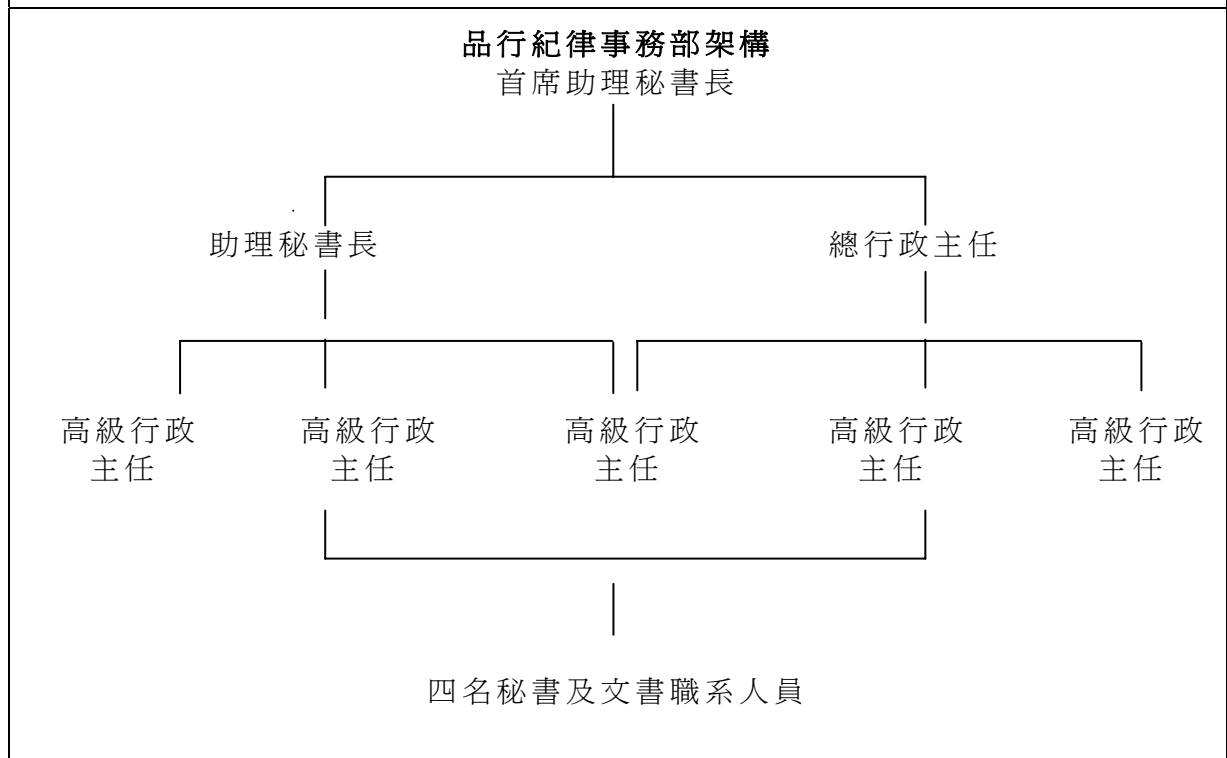 品行紀律事務部架構
首席助理秘書長
助理秘書長
總行政主任
高級行政
主任
高級行政
主任
高級行政
主任
高級行政
主任
高級行政
主任
四名秘書及文書職系人員